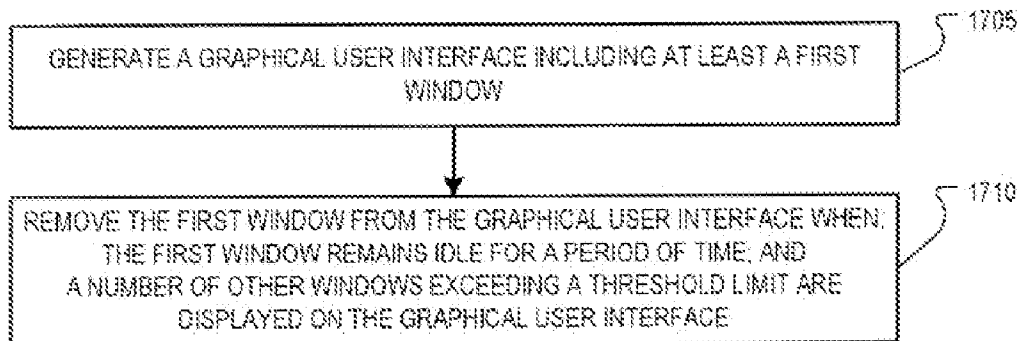 1705
GENERATE A GRAPHICAL USER INTERFACE INCLUDING AT LEAST A FIRST
WINDOW
1710
REMOVE THE FIRST WINDOW FROM THE GRAPHICAL USER INTERFACE WHEN:
THE FIRST WINDOW REMAINS IDLE FOR A PERIOD OF TIME; AND
A NUMBER OF OTHER WINDOWS EXCEEDING A THRESHOLD LIMIT ARE
DISPLAYED ON THE GRAPHICAL USER INTERFACE